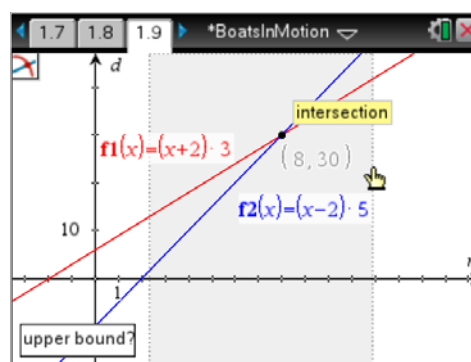 1.7 1.8 1.9 *BoatsInMotion
d
intersection
f1(x)=(x+2)·3
(8,30)
f2(x)=(x−2)·5
10
1
upper bound?